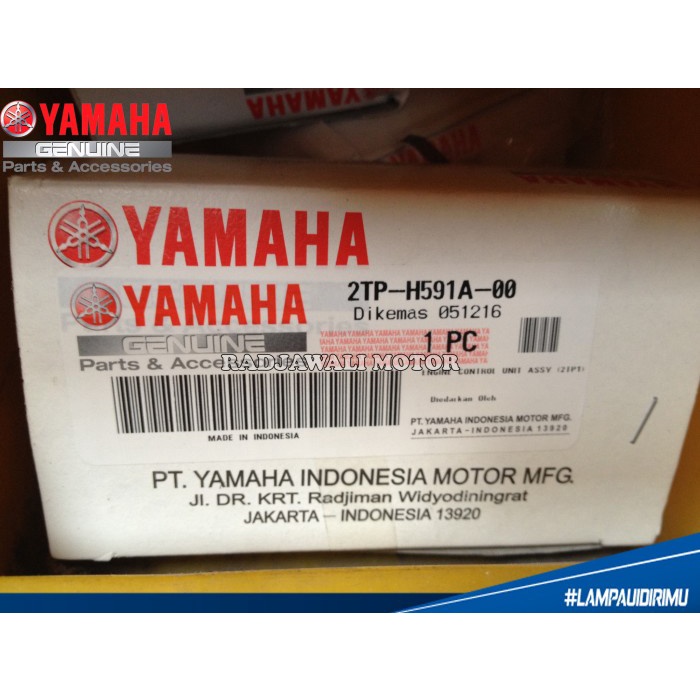 YAMAHA
GENUINE
Parts & Accessories
YAMAHA
YAMAHA
GENUINE
Parts & Acce
2TP-H591A-00
Dikemas 051216
1 PC
RADJAWALI MOTOR
ENGINE CONTROL UNIT ASSY (2TP1)
Diedarkan Oleh
MADE IN INDONESIA
PT. YAMAHA INDONESIA MOTOR MFG.
JAKARTA-INDONESIA 13920
PT. YAMAHA INDONESIA MOTOR MFG.
Jl. DR. KRT. Radjiman Widyodiningrat
JAKARTA - INDONESIA 13920
#LAMPAUIDIRIMU